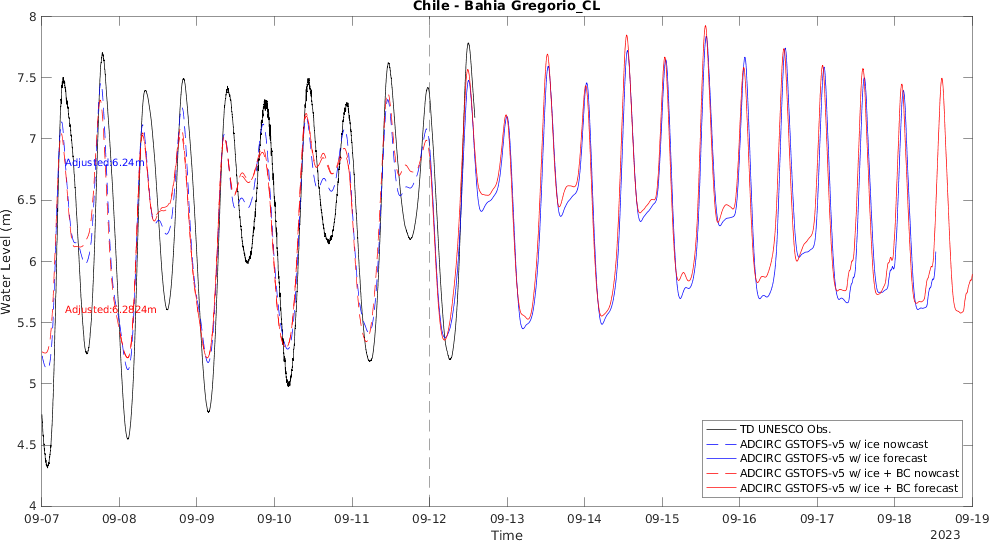 Chile - Bahia Gregorio_CL
8
7.5
7
6.5
6
5.5
5
4.5
4
Water Level (m)
Adjusted:6.24m
Adjusted:6.2824m
TD UNESCO Obs.
ADCIRC GSTOFS-v5 w/ ice nowcast
ADCIRC GSTOFS-v5 w/ ice forecast
ADCIRC GSTOFS-v5 w/ ice + BC nowcast
ADCIRC GSTOFS-v5 w/ ice + BC forecast
09-07 09-08 09-09 09-10 09-11 09-12 09-13 09-14 09-15 09-16 09-17 09-18 09-19
Time
2023